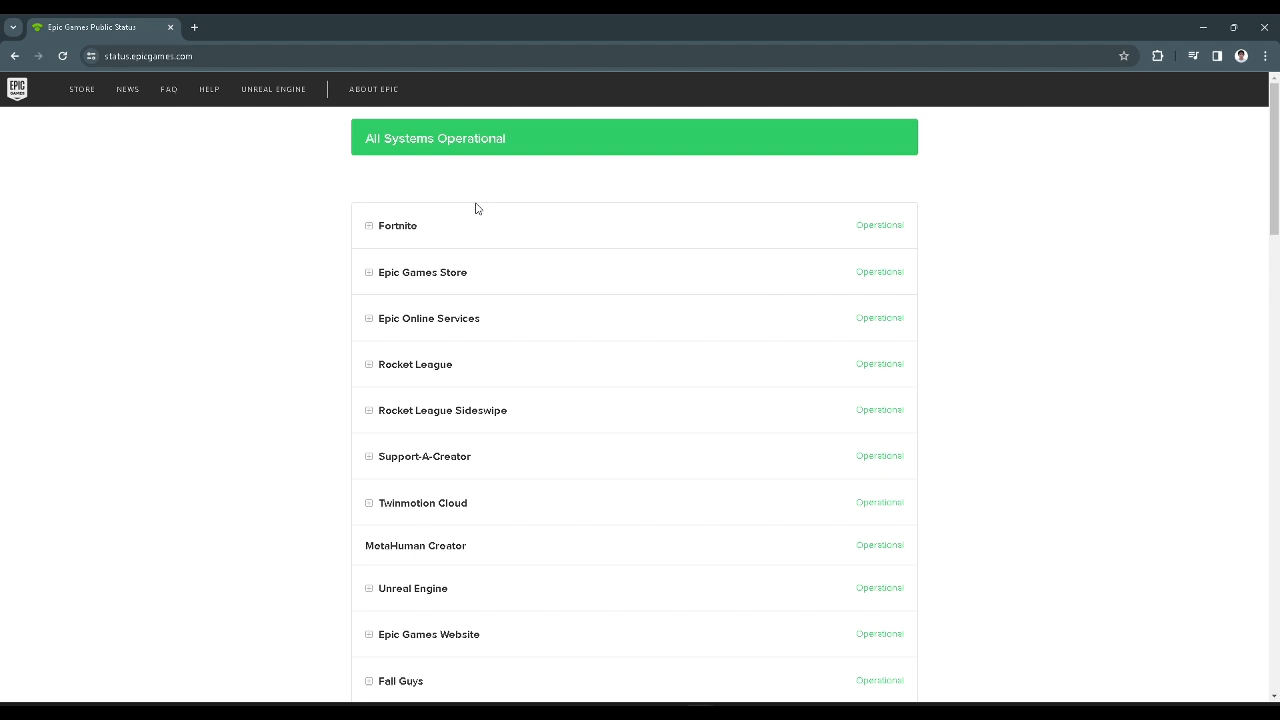 Epic Games Public Status
status.epicgames.com
EPIC GAMES STORE NEWS FAQ HELP UNREAL ENGINE ABOUT EPIC
All Systems Operational
Fortnite Operational
Epic Games Store Operational
Epic Online Services Operational
Rocket League Operational
Rocket League Sideswipe Operational
Support-A-Creator Operational
Twinmotion Cloud Operational
MetaHuman Creator Operational
Unreal Engine Operational
Epic Games Website Operational
Fall Guys Operational